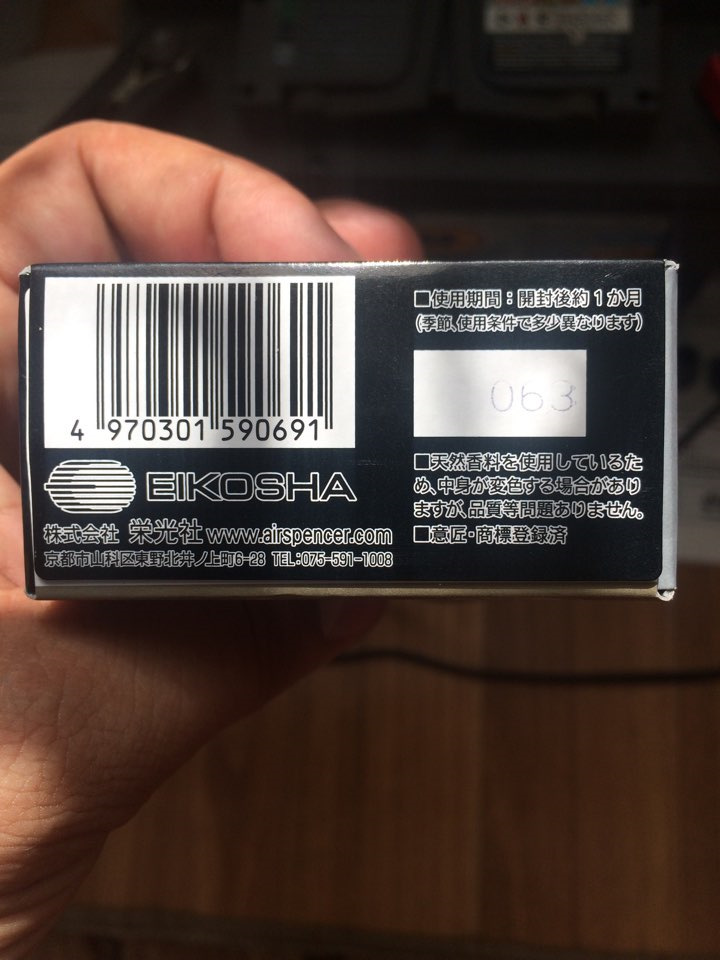 4 970301 590691
EIKOSHA
株式会社 栄光社 www.airspencer.com
京都市山科区東野北井ノ上町6-28 TEL:075-591-1008
■使用期間：開封後約1か月
(季節、使用条件で多少異なります)
063
■天然香料を使用しているた
め、中身が変色する場合があり
ますが、品質等問題ありません。
■意匠・商標登録済